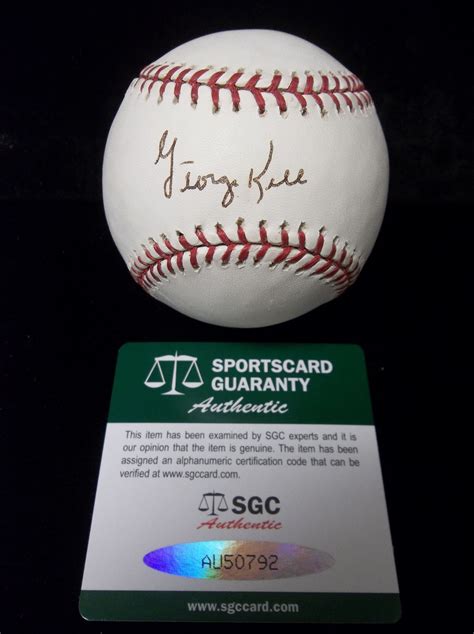 George Kell
SPORTSCARD
GUARANTY
Authentic
This item has been examined by SGC experts and it is
our opinion that the item is genuine. The item has been
assigned an alphanumeric certification code that can be
verified at www.sgccard.com.
SGC
Authentic
AU50792
www.sgccard.com